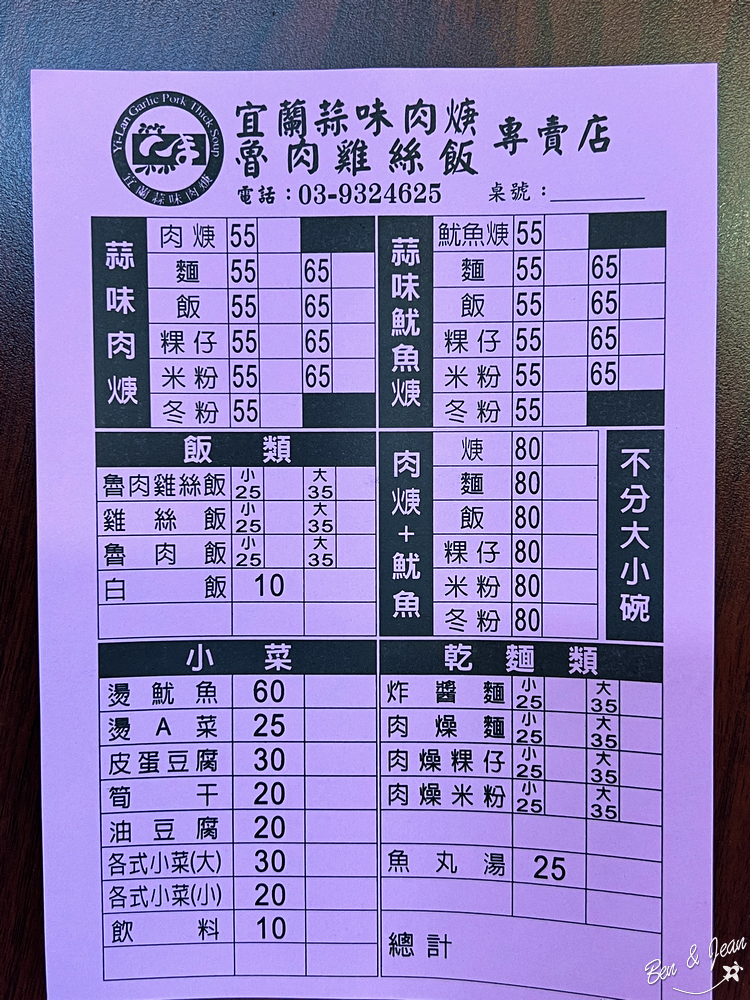 Yi-Lan Garlic Pork Thick Soup
宜蘭蒜味肉焿
宜蘭蒜味肉焿 專賣店
魯肉雞絲飯
電話：03-9324625 桌號：
蒜味肉焿
肉焿 55
麵 55 65
飯 55 65
粿仔 55 65
米粉 55 65
冬粉 55
蒜味魷魚焿
魷魚焿 55
麵 55 65
飯 55 65
粿仔 55 65
米粉 55 65
冬粉 55
飯類
魯肉雞絲飯 小25 大35
雞絲飯 小25 大35
魯肉飯 小25 大35
白飯 10
肉焿+魷魚
焿 80
麵 80
飯 80
粿仔 80
米粉 80
冬粉 80
不分大小碗
小菜
燙魷魚 60
燙A菜 25
皮蛋豆腐 30
筍干 20
油豆腐 20
各式小菜(大) 30
各式小菜(小) 20
飲料 10
乾麵類
炸醬麵 小25 大35
肉燥麵 小25 大35
肉燥粿仔 小25 大35
肉燥米粉 小25 大35
魚丸湯 25
總計
Ben & Jean